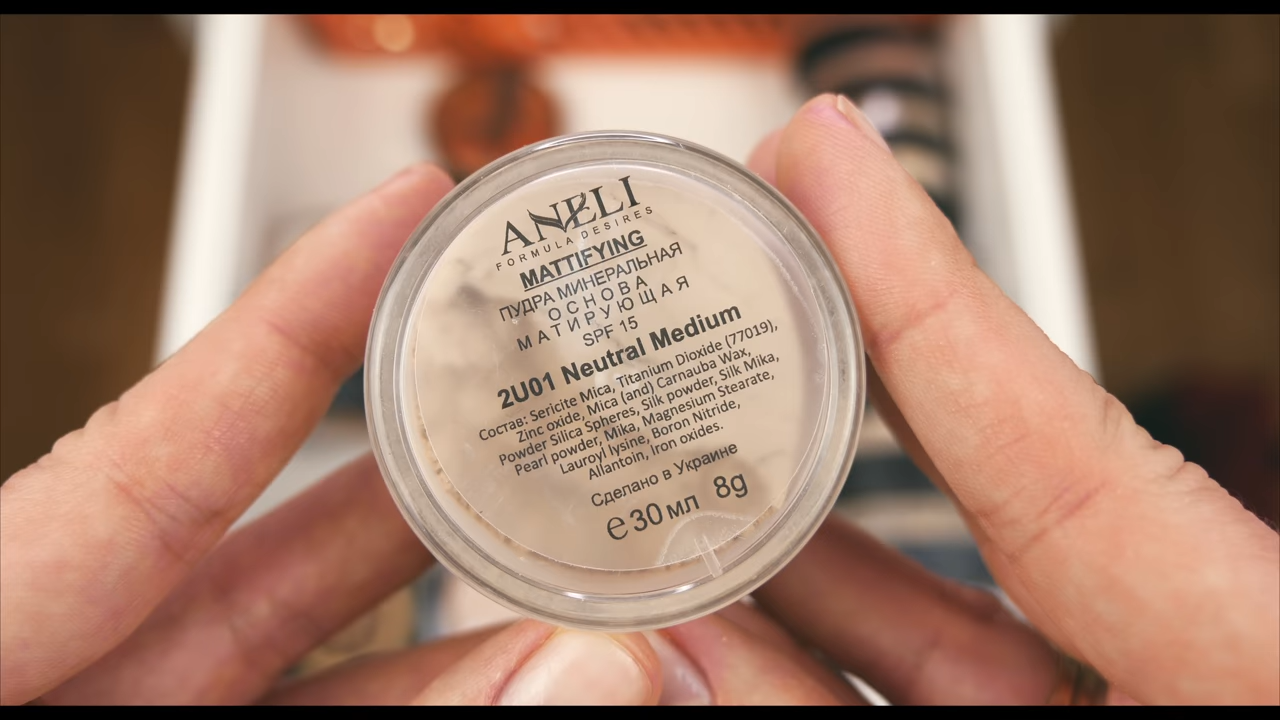 ANELI
FORMULA DESIRES
MATTIFYING
ПУДРА МИНЕРАЛЬНАЯ
ОСНОВА
МАТИРУЮЩАЯ
SPF 15
2U01 Neutral Medium
Состав: Sericite Mica, Titanium Dioxide (77019),
Zinc oxide, Mica (and) Carnauba Wax,
Powder Silica Spheres, Silk powder, Silk Mika,
Pearl powder, Mika, Magnesium Stearate,
Lauroyl lysine, Boron Nitride,
Allantoin, Iron oxides.
Сделано в Украине
℮ 30 мл 8g